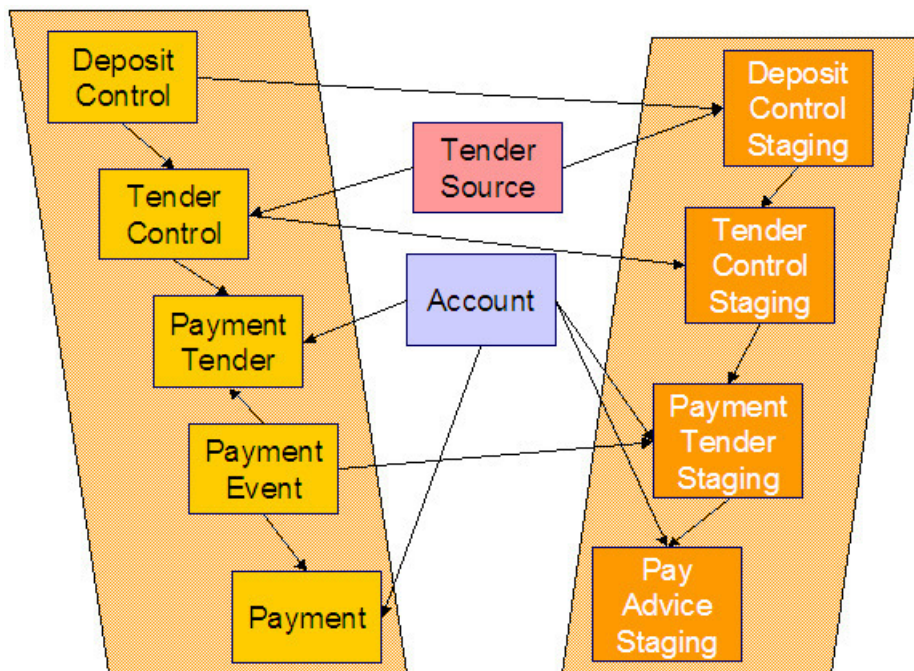 Deposit
Control
Tender
Control
Payment
Tender
Payment
Event
Payment
Tender
Source
Account
Deposit
Control
Staging
Tender
Control
Staging
Payment
Tender
Staging
Pay
Advice
Staging